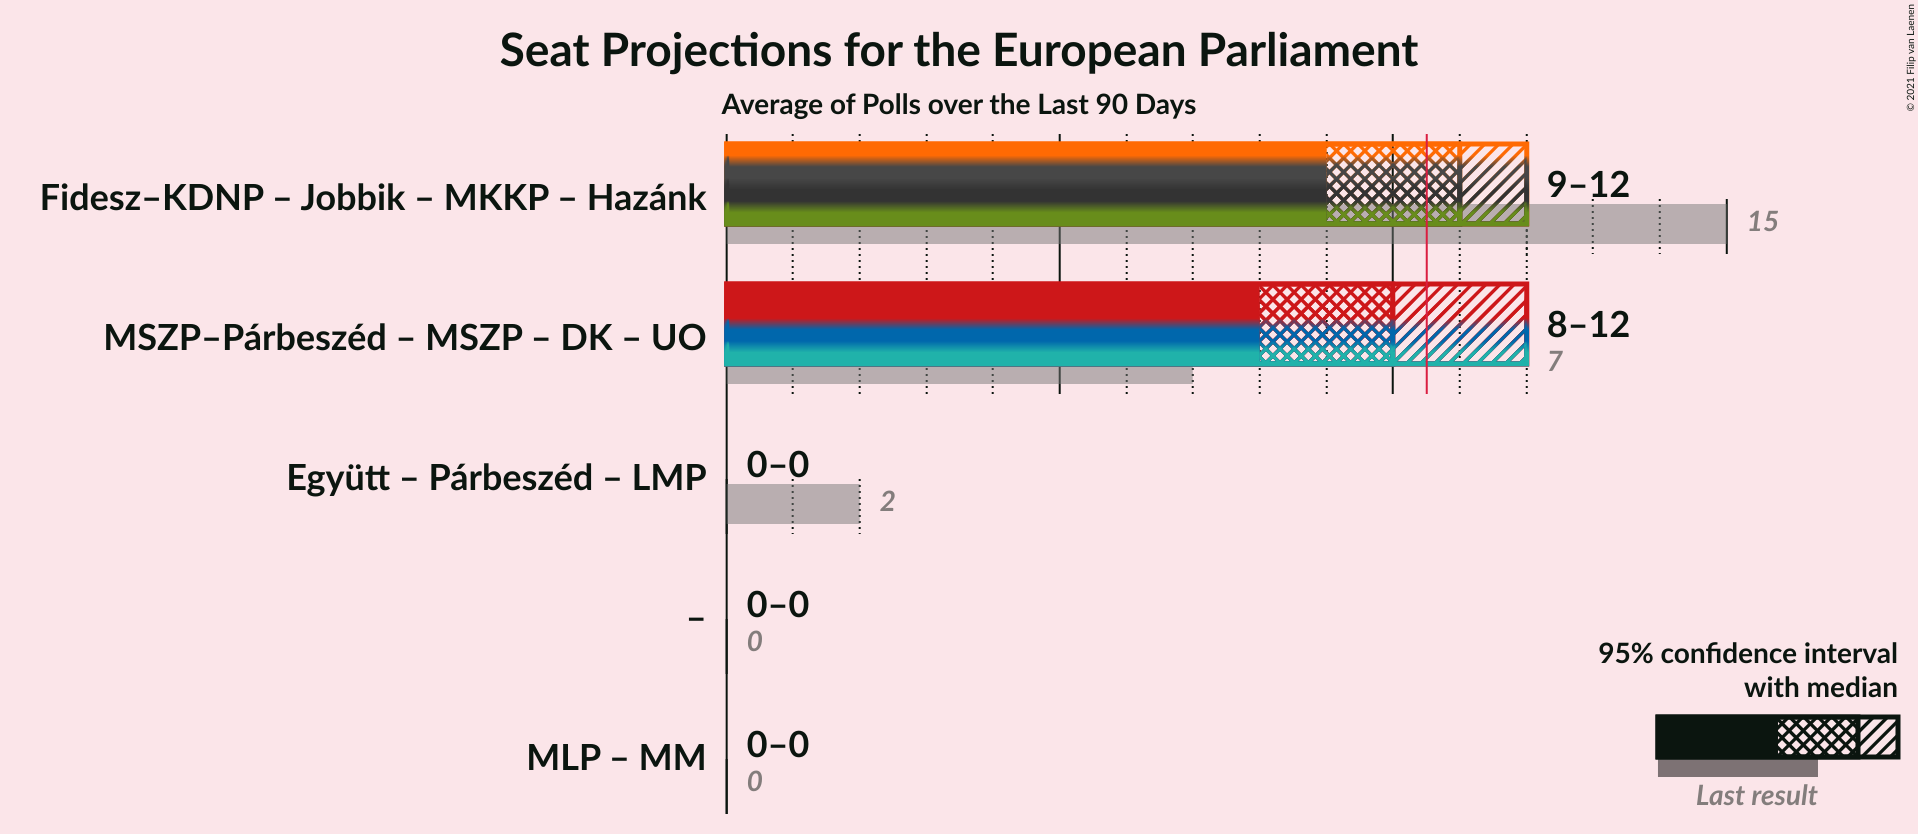 Seat Projections for the European Parliament
Average of Polls over the Last 90 Days
© 2021 Filip van Laenen
Fidesz–KDNP – Jobbik – MKKP – Hazánk
9–12
15
MSZP–Párbeszéd – MSZP – DK – UO
8–12
7
Együtt – Párbeszéd – LMP
0–0
2
–
0–0
0
MLP – MM
0–0
0
95% confidence interval
with median
Last result